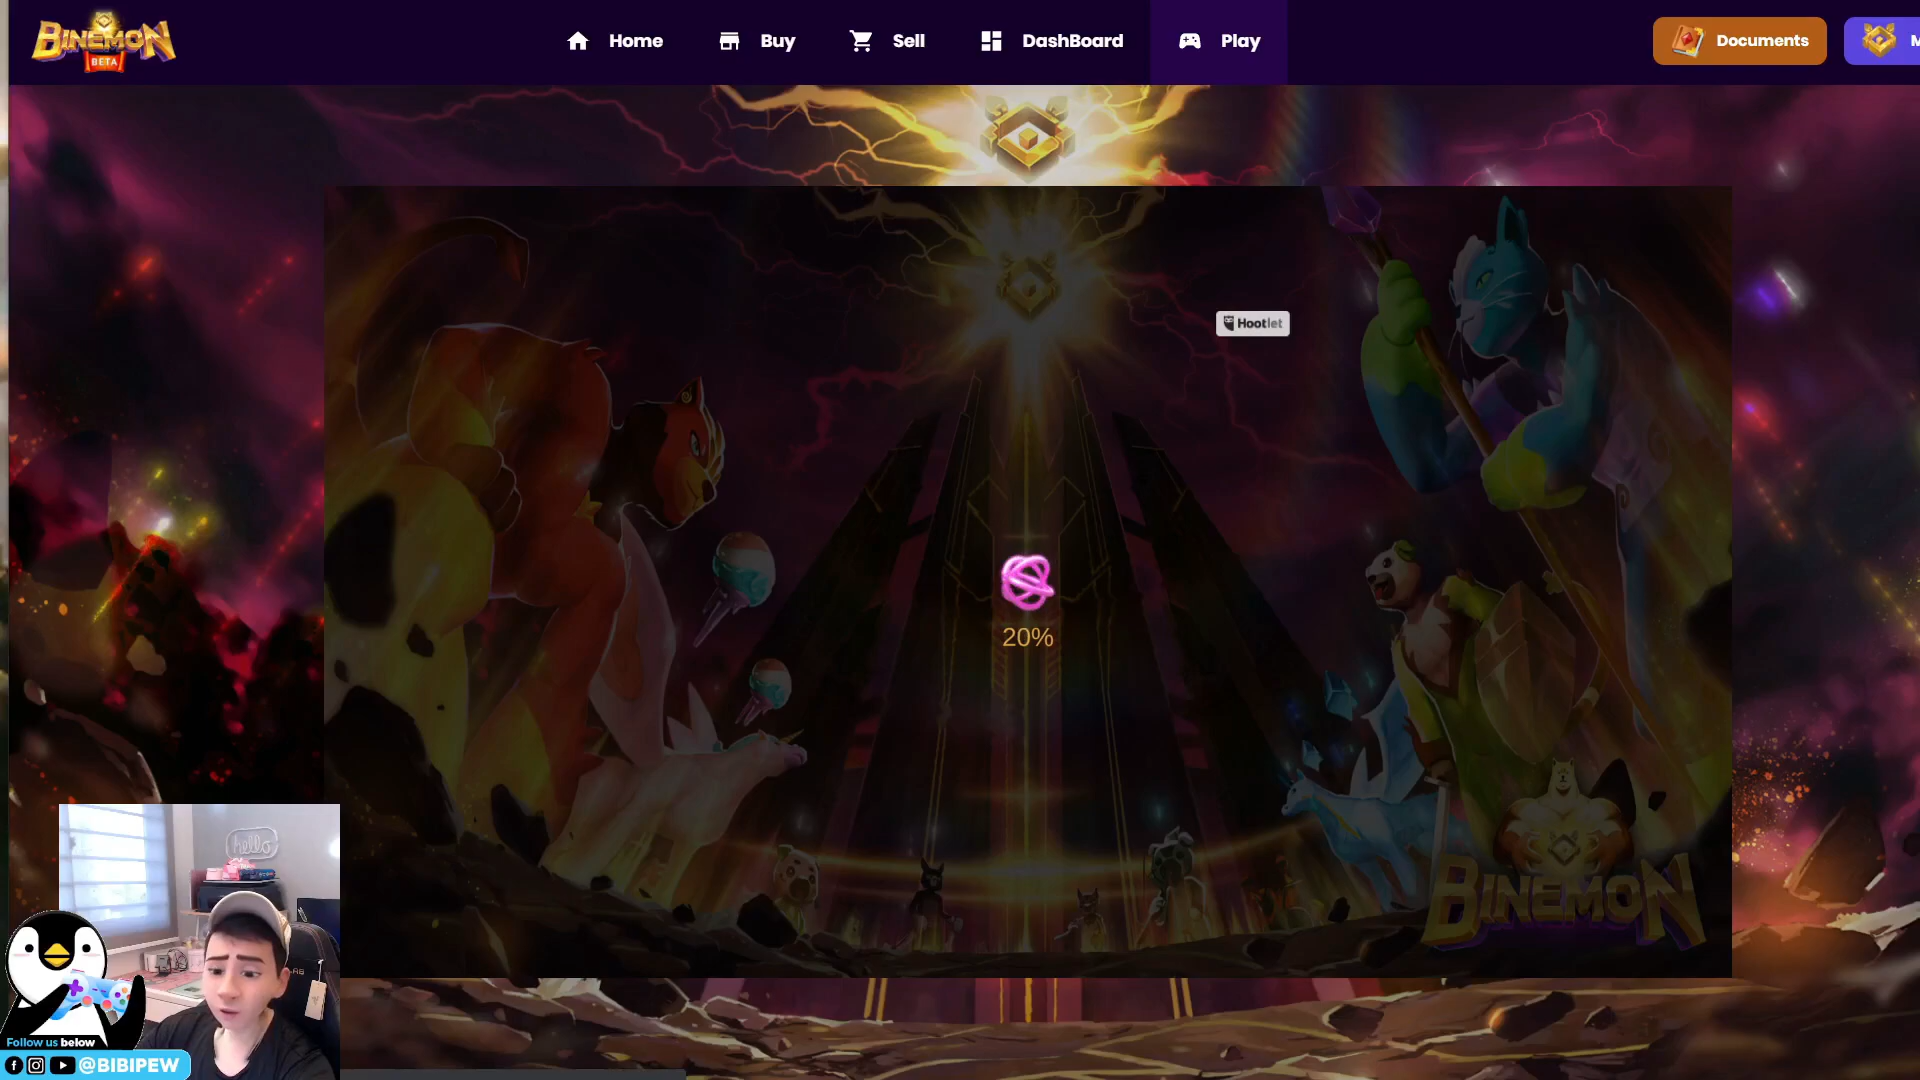 BINEMON
BETA
Home
Buy
Sell
DashBoard
Play
Documents
M
Hootlet
20%
BINEMON
hello
Follow us below
@BIBIPEW